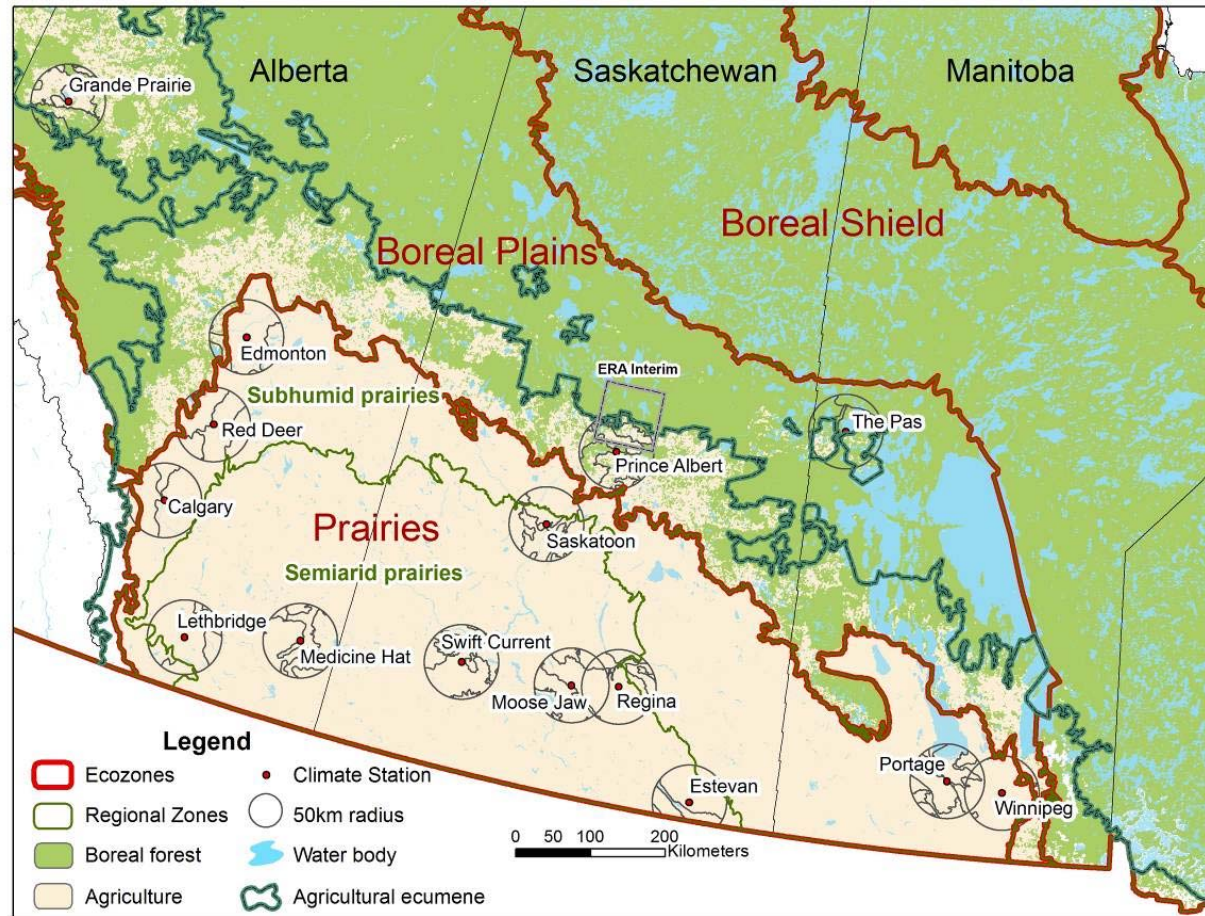 Alberta
Saskatchewan
Manitoba
Grande Prairie
Boreal Shield
Boreal Plains
Edmonton
ERA Interim
Subhumid prairies
Red Deer
The Pas
Prince Albert
Calgary
Prairies
Saskatoon
Semiarid prairies
Lethbridge
Medicine Hat
Swift Current
Moose Jaw
Regina
Portage
Winnipeg
Estevan
Legend
Ecozones
Climate Station
Regional Zones
50km radius
Boreal forest
Water body
Agriculture
Agricultural ecumene
0 50 100 200
Kilometers